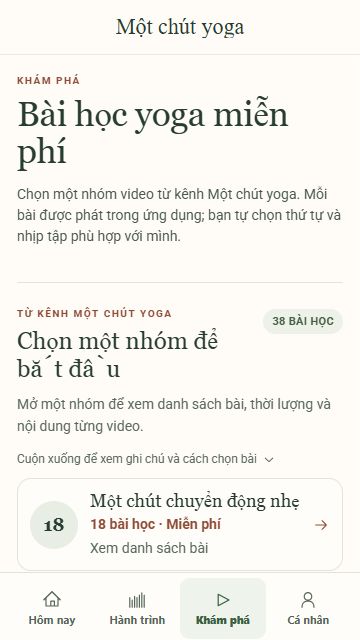 Một chút yoga
KHÁM PHÁ
Bài học yoga miễn
phí
Chọn một nhóm video từ kênh Một chút yoga. Mỗi
bài được phát trong ứng dụng; bạn tự chọn thứ tự và
nhịp tập phù hợp với mình.
TỪ KÊNH MỘT CHÚT YOGA
38 BÀI HỌC
Chọn một nhóm để
bắt đầu
Mở một nhóm để xem danh sách bài, thời lượng và
nội dung từng video.
Cuộn xuống để xem ghi chú và cách chọn bài
18
Một chút chuyển động nhẹ
18 bài học · Miễn phí
Xem danh sách bài
Hôm nay
Hành trình
Khám phá
Cá nhân